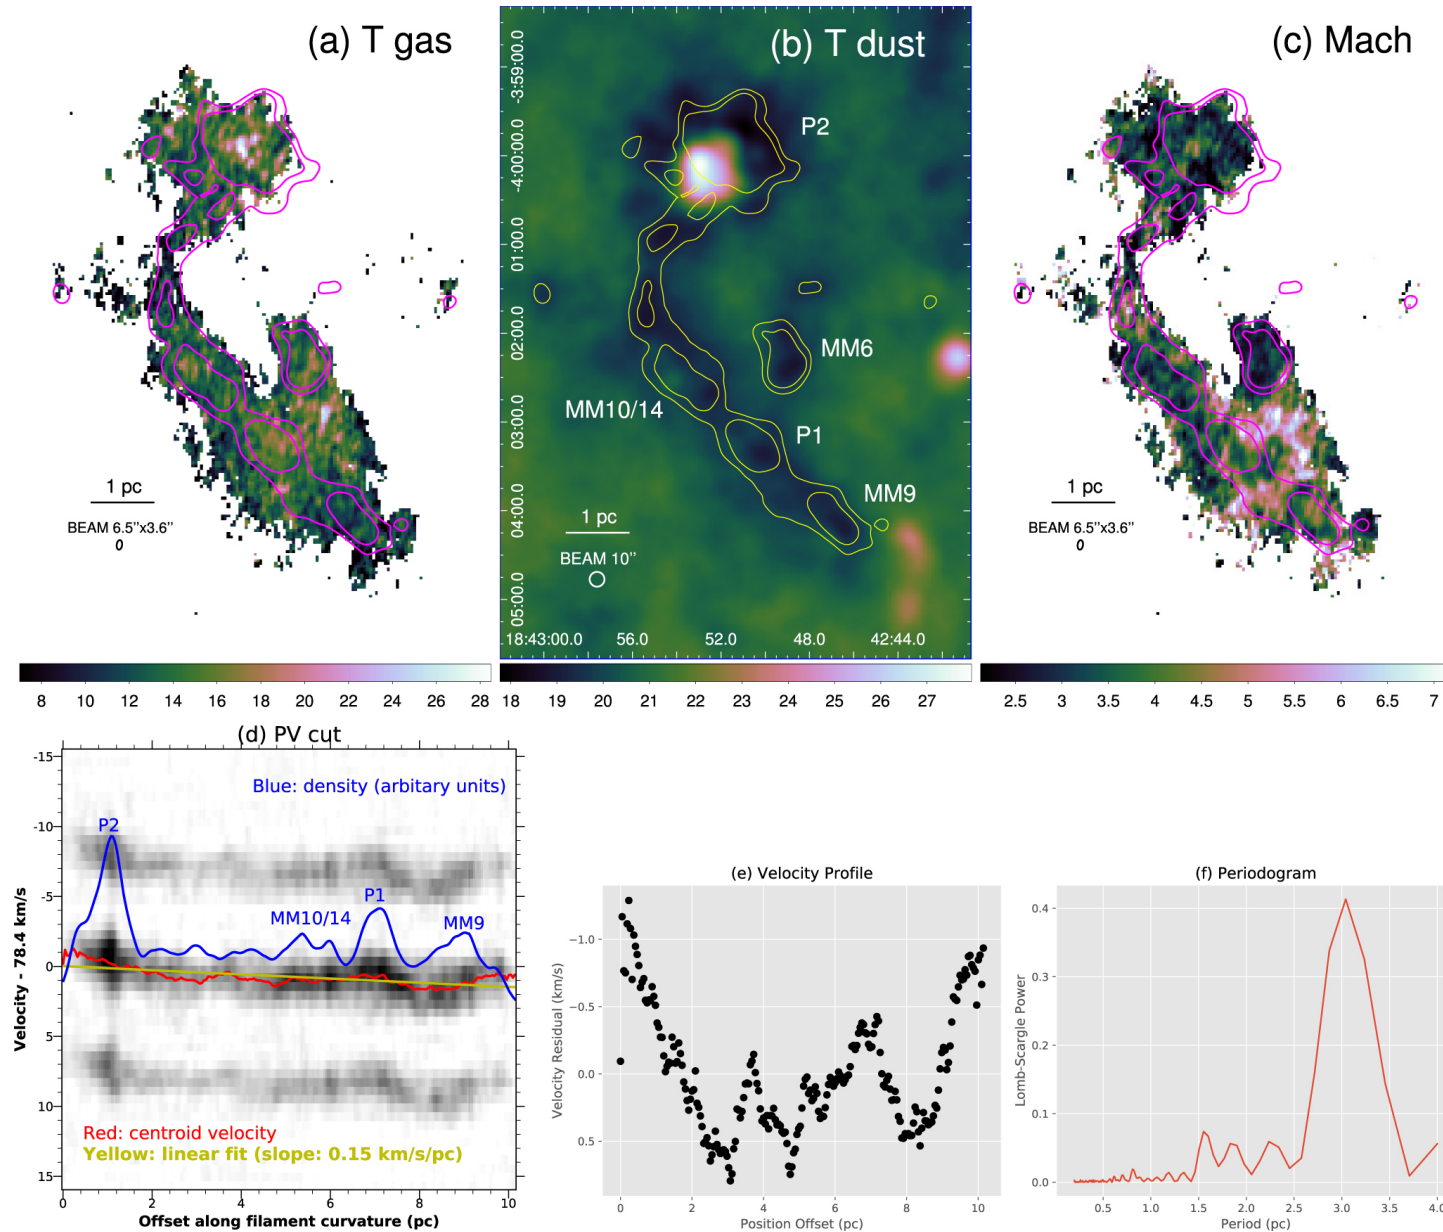 (a) T gas
1 pc
BEAM 6.5''x3.6''
8 10 12 14 16 18 20 22 24 26 28
(b) T dust
-3:59:00.0
-4:00:00.0
01:00.0
02:00.0
03:00.0
04:00.0
05:00.0
P2
MM6
MM10/14
P1
MM9
1 pc
BEAM 10''
18:43:00.0 56.0 52.0 48.0 42:44.0
18 19 20 21 22 23 24 25 26 27
(c) Mach
1 pc
BEAM 6.5''x3.6''
2.5 3 3.5 4 4.5 5 5.5 6 6.5 7
(d) PV cut
Blue: density (arbitary units)
P2
MM10/14
P1
MM9
Red: centroid velocity
Yellow: linear fit (slope: 0.15 km/s/pc)
Velocity - 78.4 km/s
-15
-10
-5
0
5
10
15
0 2 4 6 8 10
Offset along filament curvature (pc)
(e) Velocity Profile
Velocity Residual (km/s)
−1.0
−0.5
0.0
0.5
0 2 4 6 8 10
Position Offset (pc)
(f) Periodogram
Lomb-Scargle Power
0.4
0.3
0.2
0.1
0.0
0.5 1.0 1.5 2.0 2.5 3.0 3.5 4.0
Period (pc)